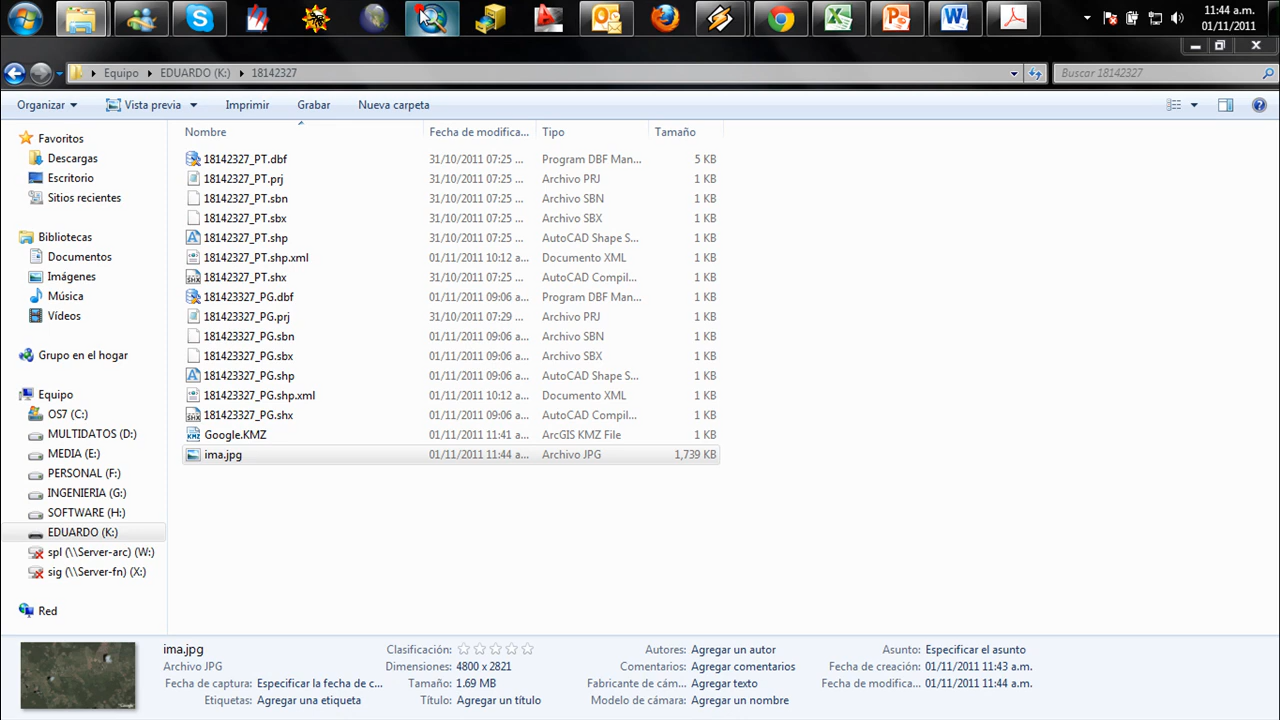 11:44 a.m.
01/11/2011
Equipo EDUARDO (K:) 18142327
Buscar 18142327
Organizar Vista previa Imprimir Grabar Nueva carpeta
Nombre Fecha de modifica... Tipo Tamaño
Favoritos
Descargas
Escritorio
Sitios recientes
Bibliotecas
Documentos
Imágenes
Música
Vídeos
Grupo en el hogar
Equipo
OS7 (C:)
MULTIDATOS (D:)
MEDIA (E:)
PERSONAL (F:)
INGENIERIA (G:)
SOFTWARE (H:)
EDUARDO (K:)
spl (\\Server-arc) (W:)
sig (\\Server-fn) (X:)
Red
18142327_PT.dbf 31/10/2011 07:25 ... Program DBF Man... 5 KB
18142327_PT.prj 31/10/2011 07:25 ... Archivo PRJ 1 KB
18142327_PT.sbn 31/10/2011 07:25 ... Archivo SBN 1 KB
18142327_PT.sbx 31/10/2011 07:25 ... Archivo SBX 1 KB
18142327_PT.shp 31/10/2011 07:25 ... AutoCAD Shape S... 1 KB
18142327_PT.shp.xml 01/11/2011 10:12 a... Documento XML 1 KB
18142327_PT.shx 31/10/2011 07:25 ... AutoCAD Compil... 1 KB
181423327_PG.dbf 01/11/2011 09:06 a... Program DBF Man... 1 KB
181423327_PG.prj 31/10/2011 07:29 ... Archivo PRJ 1 KB
181423327_PG.sbn 01/11/2011 09:06 a... Archivo SBN 1 KB
181423327_PG.sbx 01/11/2011 09:06 a... Archivo SBX 1 KB
181423327_PG.shp 01/11/2011 09:06 a... AutoCAD Shape S... 1 KB
181423327_PG.shp.xml 01/11/2011 10:12 a... Documento XML 1 KB
181423327_PG.shx 01/11/2011 09:06 a... AutoCAD Compil... 1 KB
Google.KMZ 01/11/2011 11:41 a... ArcGIS KMZ File 1 KB
ima.jpg 01/11/2011 11:44 a... Archivo JPG 1,739 KB
ima.jpg Clasificación: Autores: Agregar un autor Asunto: Especificar el asunto
Archivo JPG Dimensiones: 4800 x 2821 Comentarios: Agregar comentarios Fecha de creación: 01/11/2011 11:43 a.m.
Fecha de captura: Especificar la fecha de c... Tamaño: 1.69 MB Fabricante de cám... Agregar texto Fecha de modifica... 01/11/2011 11:44 a.m.
Etiquetas: Agregar una etiqueta Título: Agregar un título Modelo de cámara: Agregar un nombre